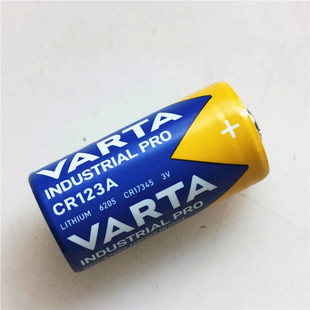 VARTA
INDUSTRIAL PRO
CR123A
LITHIUM 6205 CR17345 3V
VARTA
INDUSTRIAL PRO
+